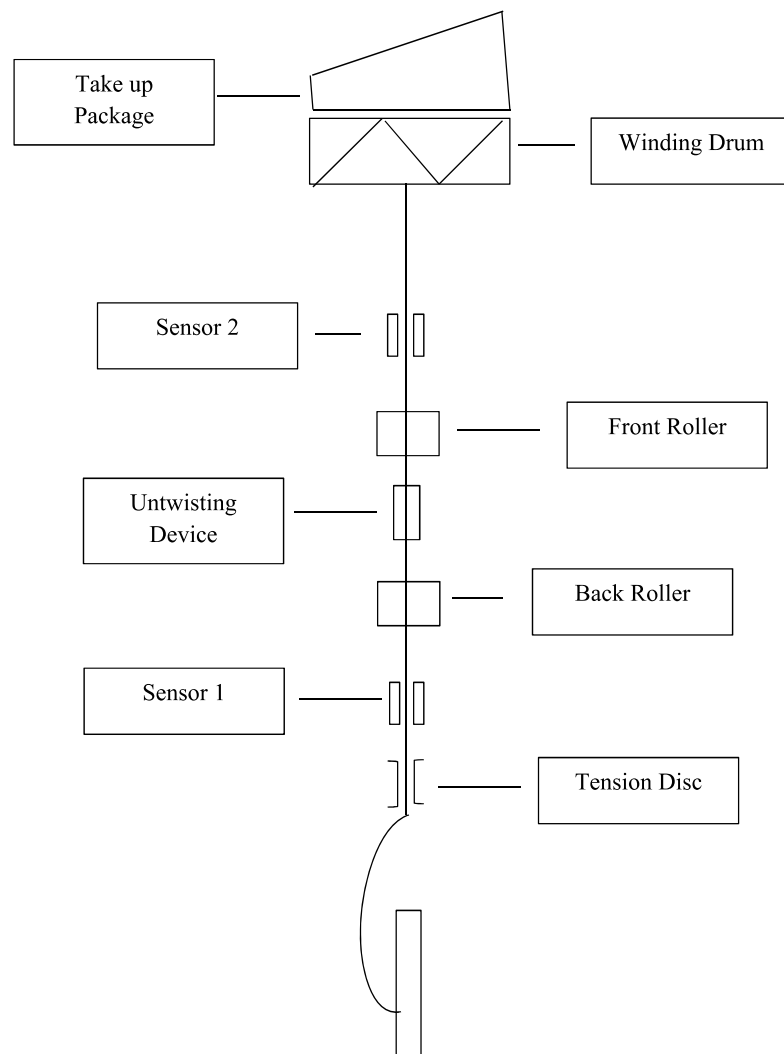 Take up
Package
Winding Drum
Sensor 2
Front Roller
Untwisting
Device
Back Roller
Sensor 1
Tension Disc